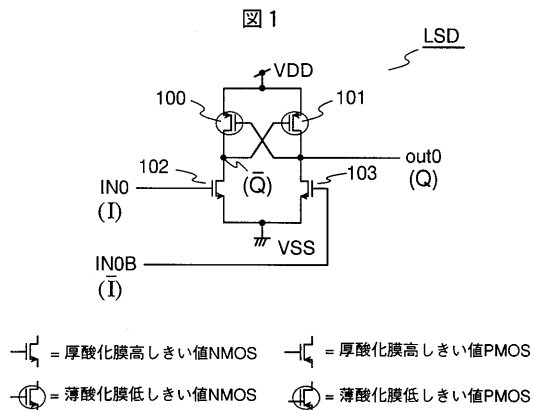 図1
LSD
VDD
100
101
102
103
IN0
(I)
(Q̅)
out0
(Q)
VSS
IN0B
(I̅)
= 厚酸化膜高しきい値NMOS
= 厚酸化膜高しきい値PMOS
= 薄酸化膜低しきい値NMOS
= 薄酸化膜低しきい値PMOS